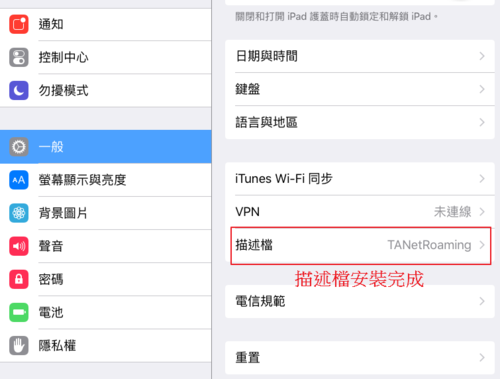 通知
控制中心
勿擾模式
一般
螢幕顯示與亮度
背景圖片
聲音
密碼
電池
隱私權
關閉和打開 iPad 護蓋時自動鎖定和解鎖 iPad。
日期與時間
鍵盤
語言與地區
iTunes Wi-Fi 同步
VPN 未連線
描述檔 TANetRoaming
描述檔安裝完成
電信規範
重置